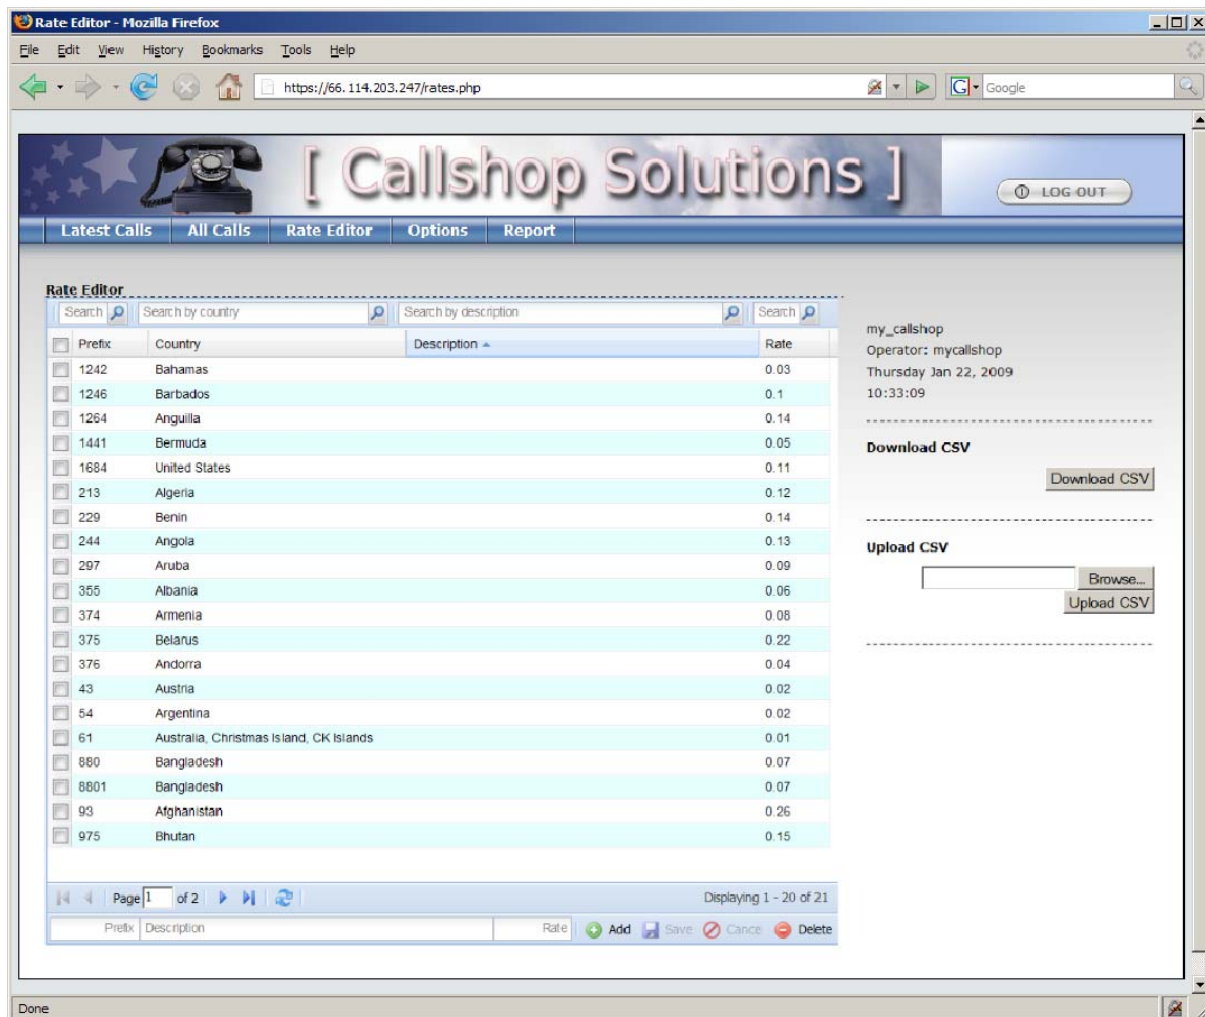 Rate Editor - Mozilla Firefox
File Edit View History Bookmarks Tools Help
https://66.114.203.247/rates.php
G Google
[ Callshop Solutions ]
LOG OUT
Latest Calls All Calls Rate Editor Options Report
Rate Editor
Search Search by country Search by description Search
Prefix Country Description Rate
1242 Bahamas 0.03
1246 Barbados 0.1
1264 Anguilla 0.14
1441 Bermuda 0.05
1684 United States 0.11
213 Algeria 0.12
229 Benin 0.14
244 Angola 0.13
297 Aruba 0.09
355 Albania 0.06
374 Armenia 0.08
375 Belarus 0.22
376 Andorra 0.04
43 Austria 0.02
54 Argentina 0.02
61 Australia, Christmas Island, CK Islands 0.01
880 Bangladesh 0.07
8801 Bangladesh 0.07
93 Afghanistan 0.26
975 Bhutan 0.15
Page 1 of 2 Displaying 1 - 20 of 21
Prefix Description Rate Add Save Cancel Delete
my_callshop
Operator: mycallshop
Thursday Jan 22, 2009
10:33:09
Download CSV
Download CSV
Upload CSV
Browse...
Upload CSV
Done